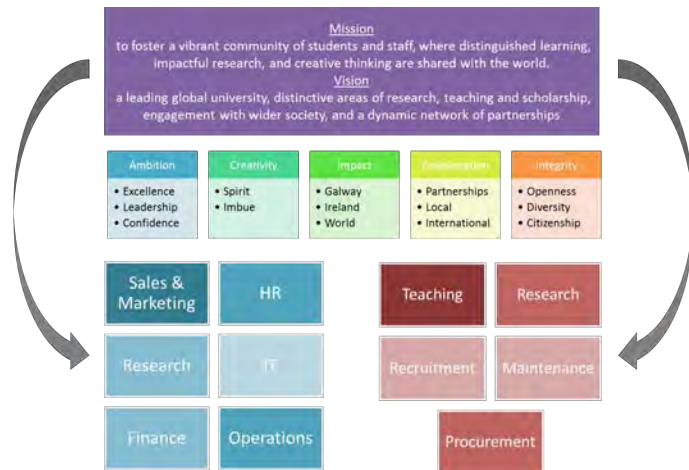 Mission
to foster a vibrant community of students and staff, where distinguished learning,
impactful research, and creative thinking are shared with the world.
Vision
a leading global university, distinctive areas of research, teaching and scholarship,
engagement with wider society, and a dynamic network of partnerships
Ambition
• Excellence
• Leadership
• Confidence
Creativity
• Spirit
• Imbue
Impact
• Galway
• Ireland
• World
• Partnerships
• Local
• International
Integrity
• Openness
• Diversity
• Citizenship
Sales &
Marketing
HR
Teaching
Research
Research
IT
Recruitment
Maintenance
Finance
Operations
Procurement